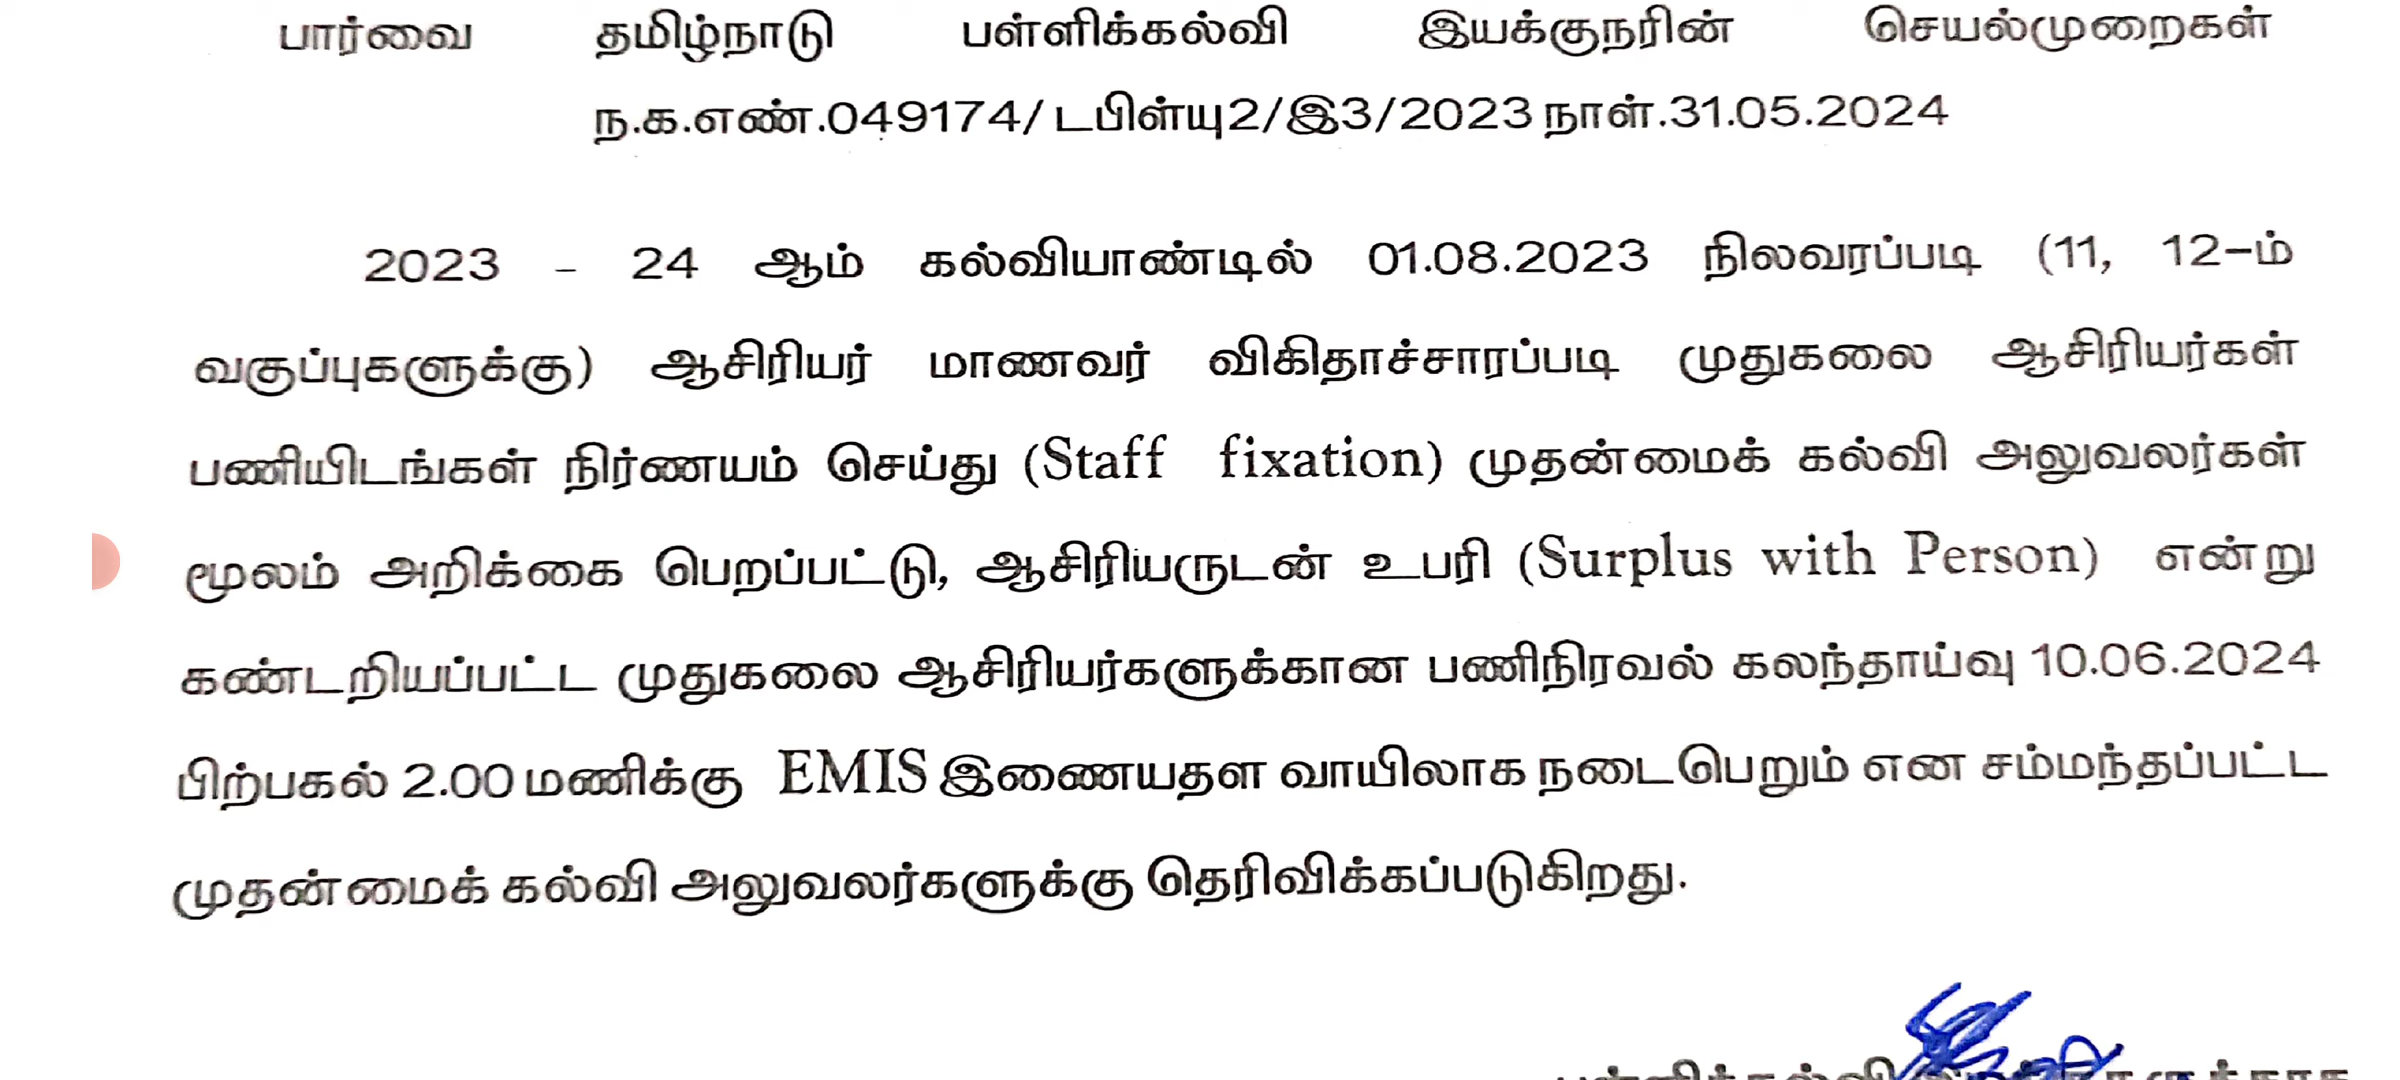 பார்வை தமிழ்நாடு பள்ளிக்கல்வி இயக்குநரின் செயல்முறைகள்
ந.க.எண்.049174/ டபிள்யு2/இ3/2023 நாள்.31.05.2024
2023 – 24 ஆம் கல்வியாண்டில் 01.08.2023 நிலவரப்படி (11, 12–ம்
வகுப்புகளுக்கு) ஆசிரியர் மாணவர் விகிதாச்சாரப்படி முதுகலை ஆசிரியர்கள்
பணியிடங்கள் நிர்ணயம் செய்து (Staff fixation) முதன்மைக் கல்வி அலுவலர்கள்
மூலம் அறிக்கை பெறப்பட்டு, ஆசிரியருடன் உபரி (Surplus with Person) என்று
கண்டறியப்பட்ட முதுகலை ஆசிரியர்களுக்கான பணிநிரவல் கலந்தாய்வு 10.06.2024
பிற்பகல் 2.00 மணிக்கு EMIS இணையதள வாயிலாக நடைபெறும் என சம்மந்தப்பட்ட
முதன்மைக் கல்வி அலுவலர்களுக்கு தெரிவிக்கப்படுகிறது.